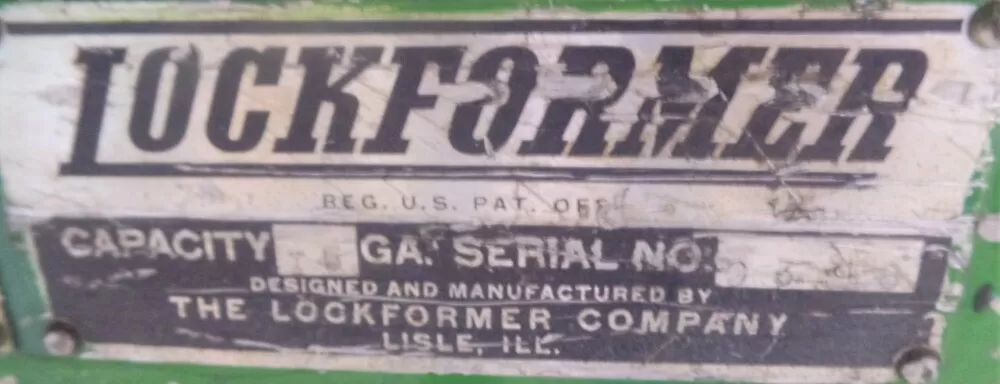 LOCKFORMER
REG. U.S. PAT. OFF.
CAPACITY GA. SERIAL NO.
DESIGNED AND MANUFACTURED BY
THE LOCKFORMER COMPANY
LISLE, ILL.